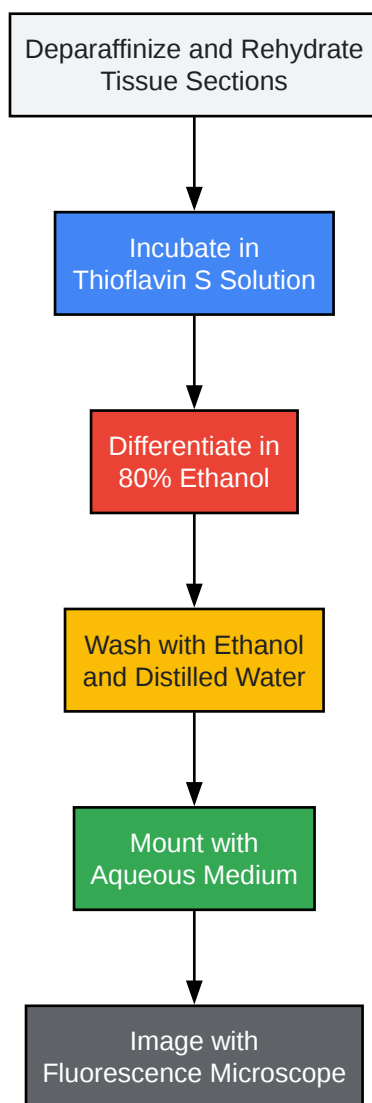 Deparaffinize and Rehydrate
Tissue Sections
Incubate in
Thioflavin S Solution
Differentiate in
80% Ethanol
Wash with Ethanol
and Distilled Water
Mount with
Aqueous Medium
Image with
Fluorescence Microscope